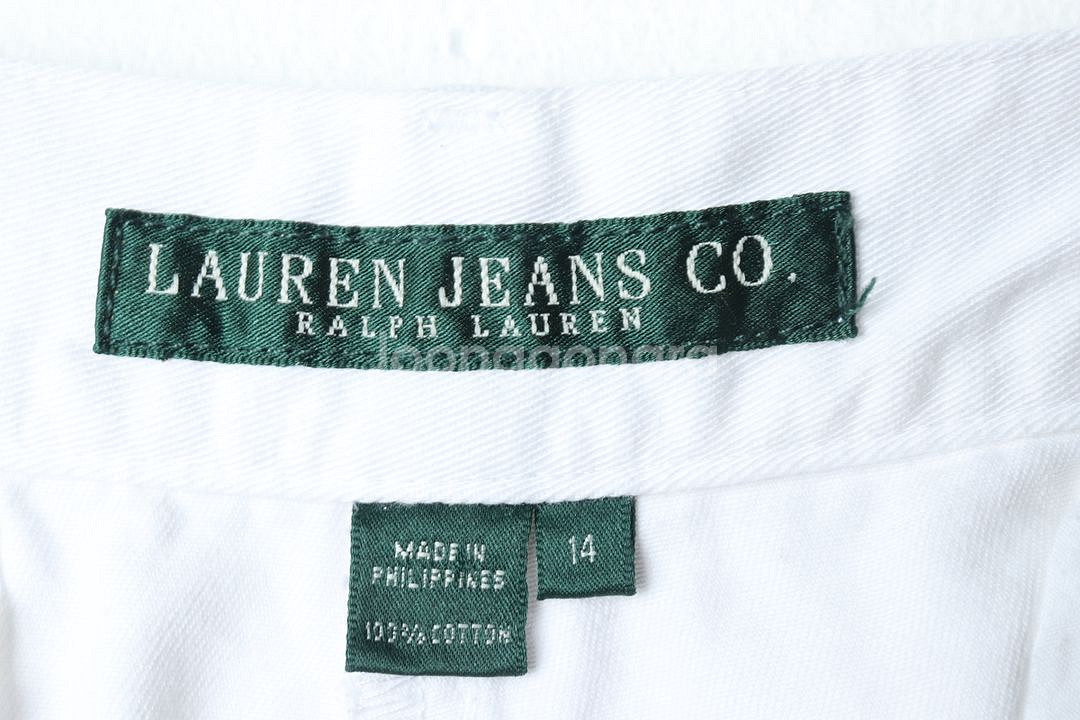 LAUREN JEANS CO.
RALPH LAUREN
MADE IN
PHILIPPINES
100% COTTON
14